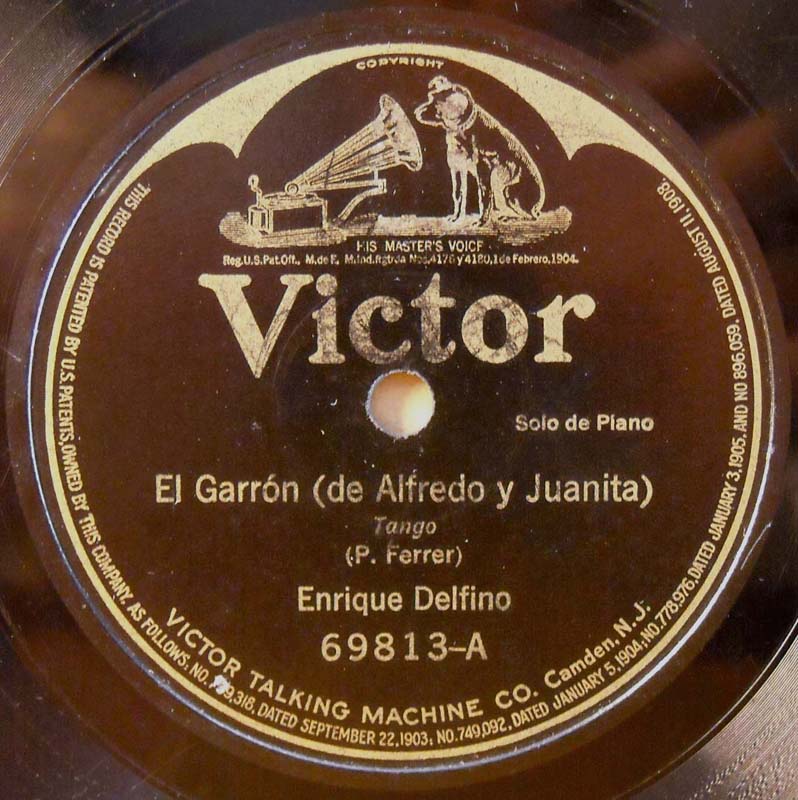 COPYRIGHT
HIS MASTER'S VOICE
Reg.U.S.Pat.Off., M.de F., M.Ind.Rgtrda Nos.4176 y 4180,1 de Febrero,1904.
Victor
Solo de Piano
El Garrón (de Alfredo y Juanita)
Tango
(P. Ferrer)
Enrique Delfino
69813-A
VICTOR TALKING MACHINE CO. Camden, N.J.
THIS RECORD IS PATENTED BY U.S. PATENTS, OWNED BY THIS COMPANY, AS FOLLOWS: NO. DATED SEPTEMBER 22,1903; NO.749,092, DATED JANUARY 5,1904; NO.778,976, DATED JANUARY 3,1905, AND NO 896,059, DATED AUGUST 11,1908.